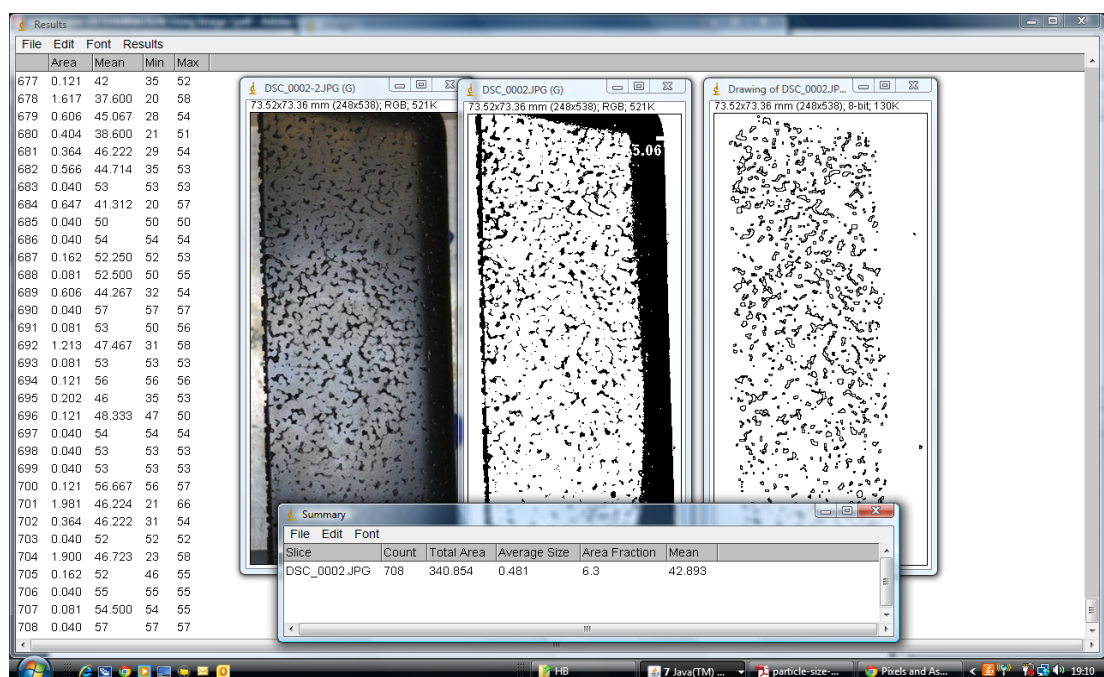 Results
File Edit Font Results
Area Mean Min Max
677 0.121 42 35 52
678 1.617 37.600 20 58
679 0.606 45.067 28 54
680 0.404 38.600 21 51
681 0.364 46.222 29 54
682 0.566 44.714 35 53
683 0.040 53 53 53
684 0.647 41.312 20 57
685 0.040 50 50 50
686 0.040 54 54 54
687 0.162 52.250 52 53
688 0.081 52.500 50 55
689 0.606 44.267 32 54
690 0.040 57 57 57
691 0.081 53 50 56
692 1.213 47.467 31 58
693 0.081 53 53 53
694 0.121 56 56 56
695 0.202 46 35 53
696 0.121 48.333 47 50
697 0.040 54 54 54
698 0.040 53 53 53
699 0.040 53 53 53
700 0.121 56.667 56 57
701 1.981 46.224 21 66
702 0.364 46.222 31 54
703 0.040 52 52 52
704 1.900 46.723 23 58
705 0.162 52 46 55
706 0.040 55 55 55
707 0.081 54.500 54 55
708 0.040 57 57 57
DSC_0002-2.JPG (G)
73.52x73.36 mm (248x538); RGB; 521K
DSC_0002.JPG (G)
73.52x73.36 mm (248x538); RGB; 521K
5.06
Drawing of DSC_0002.JP...
73.52x73.36 mm (248x538); 8-bit; 130K
Summary
File Edit Font
Slice Count Total Area Average Size Area Fraction Mean
DSC_0002.JPG 708 340.854 0.481 6.3 42.893
HB
7 Java(TM) ...
particle-size-...
Pixels and As...
19:10